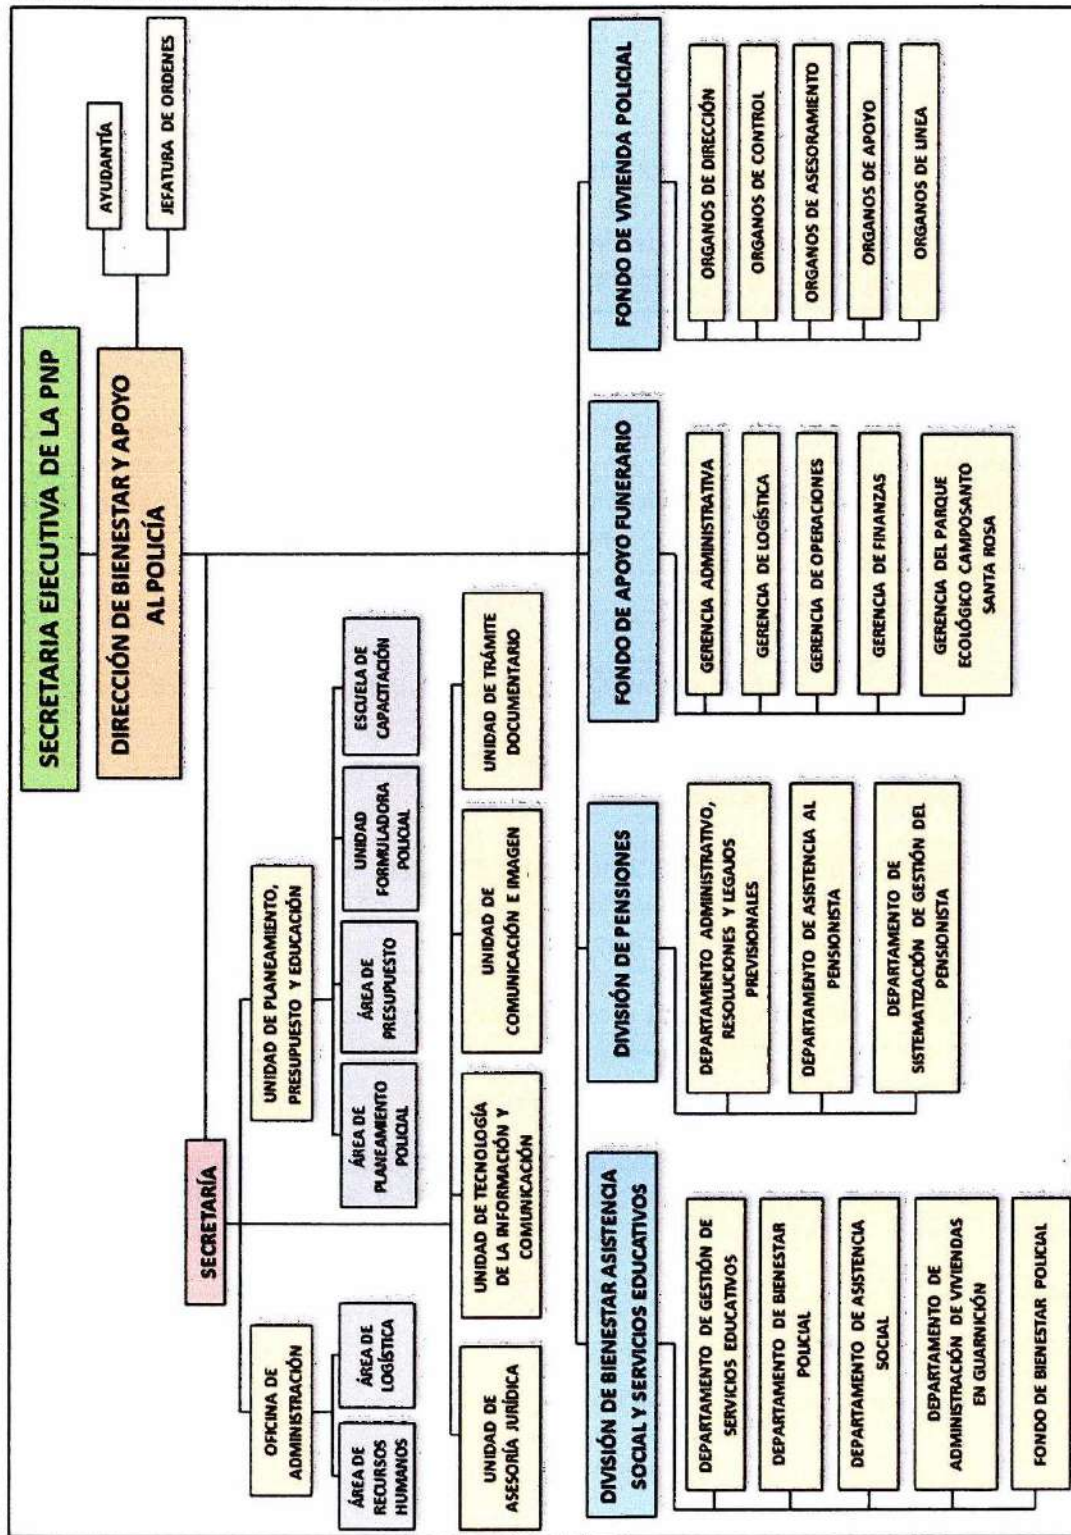 SECRETARIA EJECUTIVA DE LA PNP
DIRECCIÓN DE BIENESTAR Y APOYO
AL POLICÍA
AYUDANTÍA
JEFATURA DE ORDENES
SECRETARÍA
OFICINA DE
ADMINISTRACIÓN
UNIDAD DE PLANEAMIENTO,
PRESUPUESTO Y EDUCACIÓN
ÁREA DE
RECURSOS
HUMANOS
ÁREA DE
LOGÍSTICA
ÁREA DE
PLANEAMIENTO
POLICIAL
ÁREA DE
PRESUPUESTO
UNIDAD
FORMULADORA
POLICIAL
ESCUELA DE
CAPACITACIÓN
UNIDAD DE
ASESORÍA JURÍDICA
UNIDAD DE TECNOLOGÍA
DE LA INFORMACIÓN Y
COMUNICACIÓN
UNIDAD DE
COMUNICACIÓN E IMAGEN
UNIDAD DE TRÁMITE
DOCUMENTARIO
DIVISIÓN DE BIENESTAR ASISTENCIA
SOCIAL Y SERVICIOS EDUCATIVOS
DEPARTAMENTO DE GESTIÓN DE
SERVICIOS EDUCATIVOS
DEPARTAMENTO DE BIENESTAR
POLICIAL
DEPARTAMENTO DE ASISTENCIA
SOCIAL
DEPARTAMENTO DE
ADMINISTRACIÓN DE VIVIENDAS
EN GUARNICIÓN
FONDO DE BIENESTAR POLICIAL
DIVISIÓN DE PENSIONES
DEPARTAMENTO ADMINISTRATIVO,
RESOLUCIONES Y LEGAJOS
PREVISIONALES
DEPARTAMENTO DE ASISTENCIA AL
PENSIONISTA
DEPARTAMENTO DE
SISTEMATIZACIÓN DE GESTIÓN DEL
PENSIONISTA
FONDO DE APOYO FUNERARIO
GERENCIA ADMINISTRATIVA
GERENCIA DE LOGÍSTICA
GERENCIA DE OPERACIONES
GERENCIA DE FINANZAS
GERENCIA DEL PARQUE
ECOLÓGICO CAMPOSANTO
SANTA ROSA
FONDO DE VIVIENDA POLICIAL
ORGANOS DE DIRECCIÓN
ORGANOS DE CONTROL
ORGANOS DE ASESORAMIENTO
ORGANOS DE APOYO
ORGANOS DE LINEA